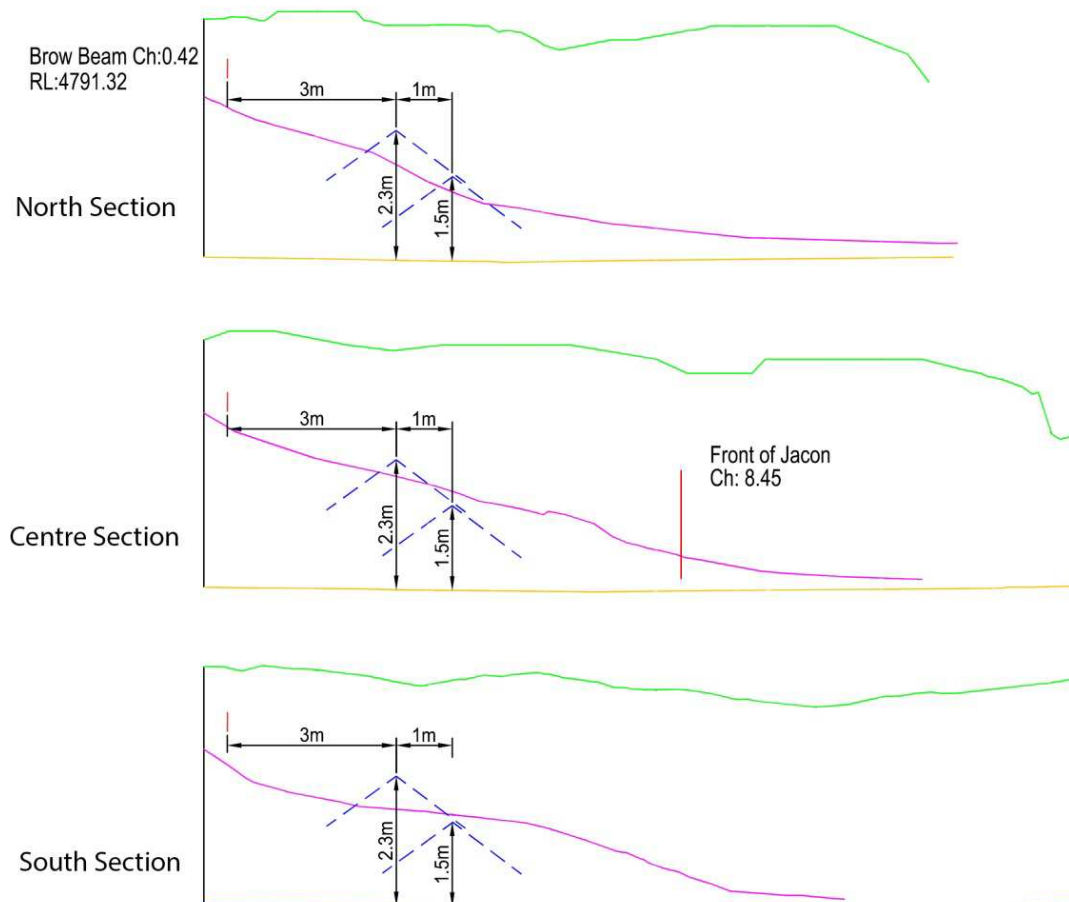 Brow Beam Ch:0.42
RL:4791.32
3m
1m
2.3m
1.5m
North Section
3m
1m
Front of Jacon
Ch: 8.45
2.3m
1.5m
Centre Section
3m
1m
2.3m
1.5m
South Section